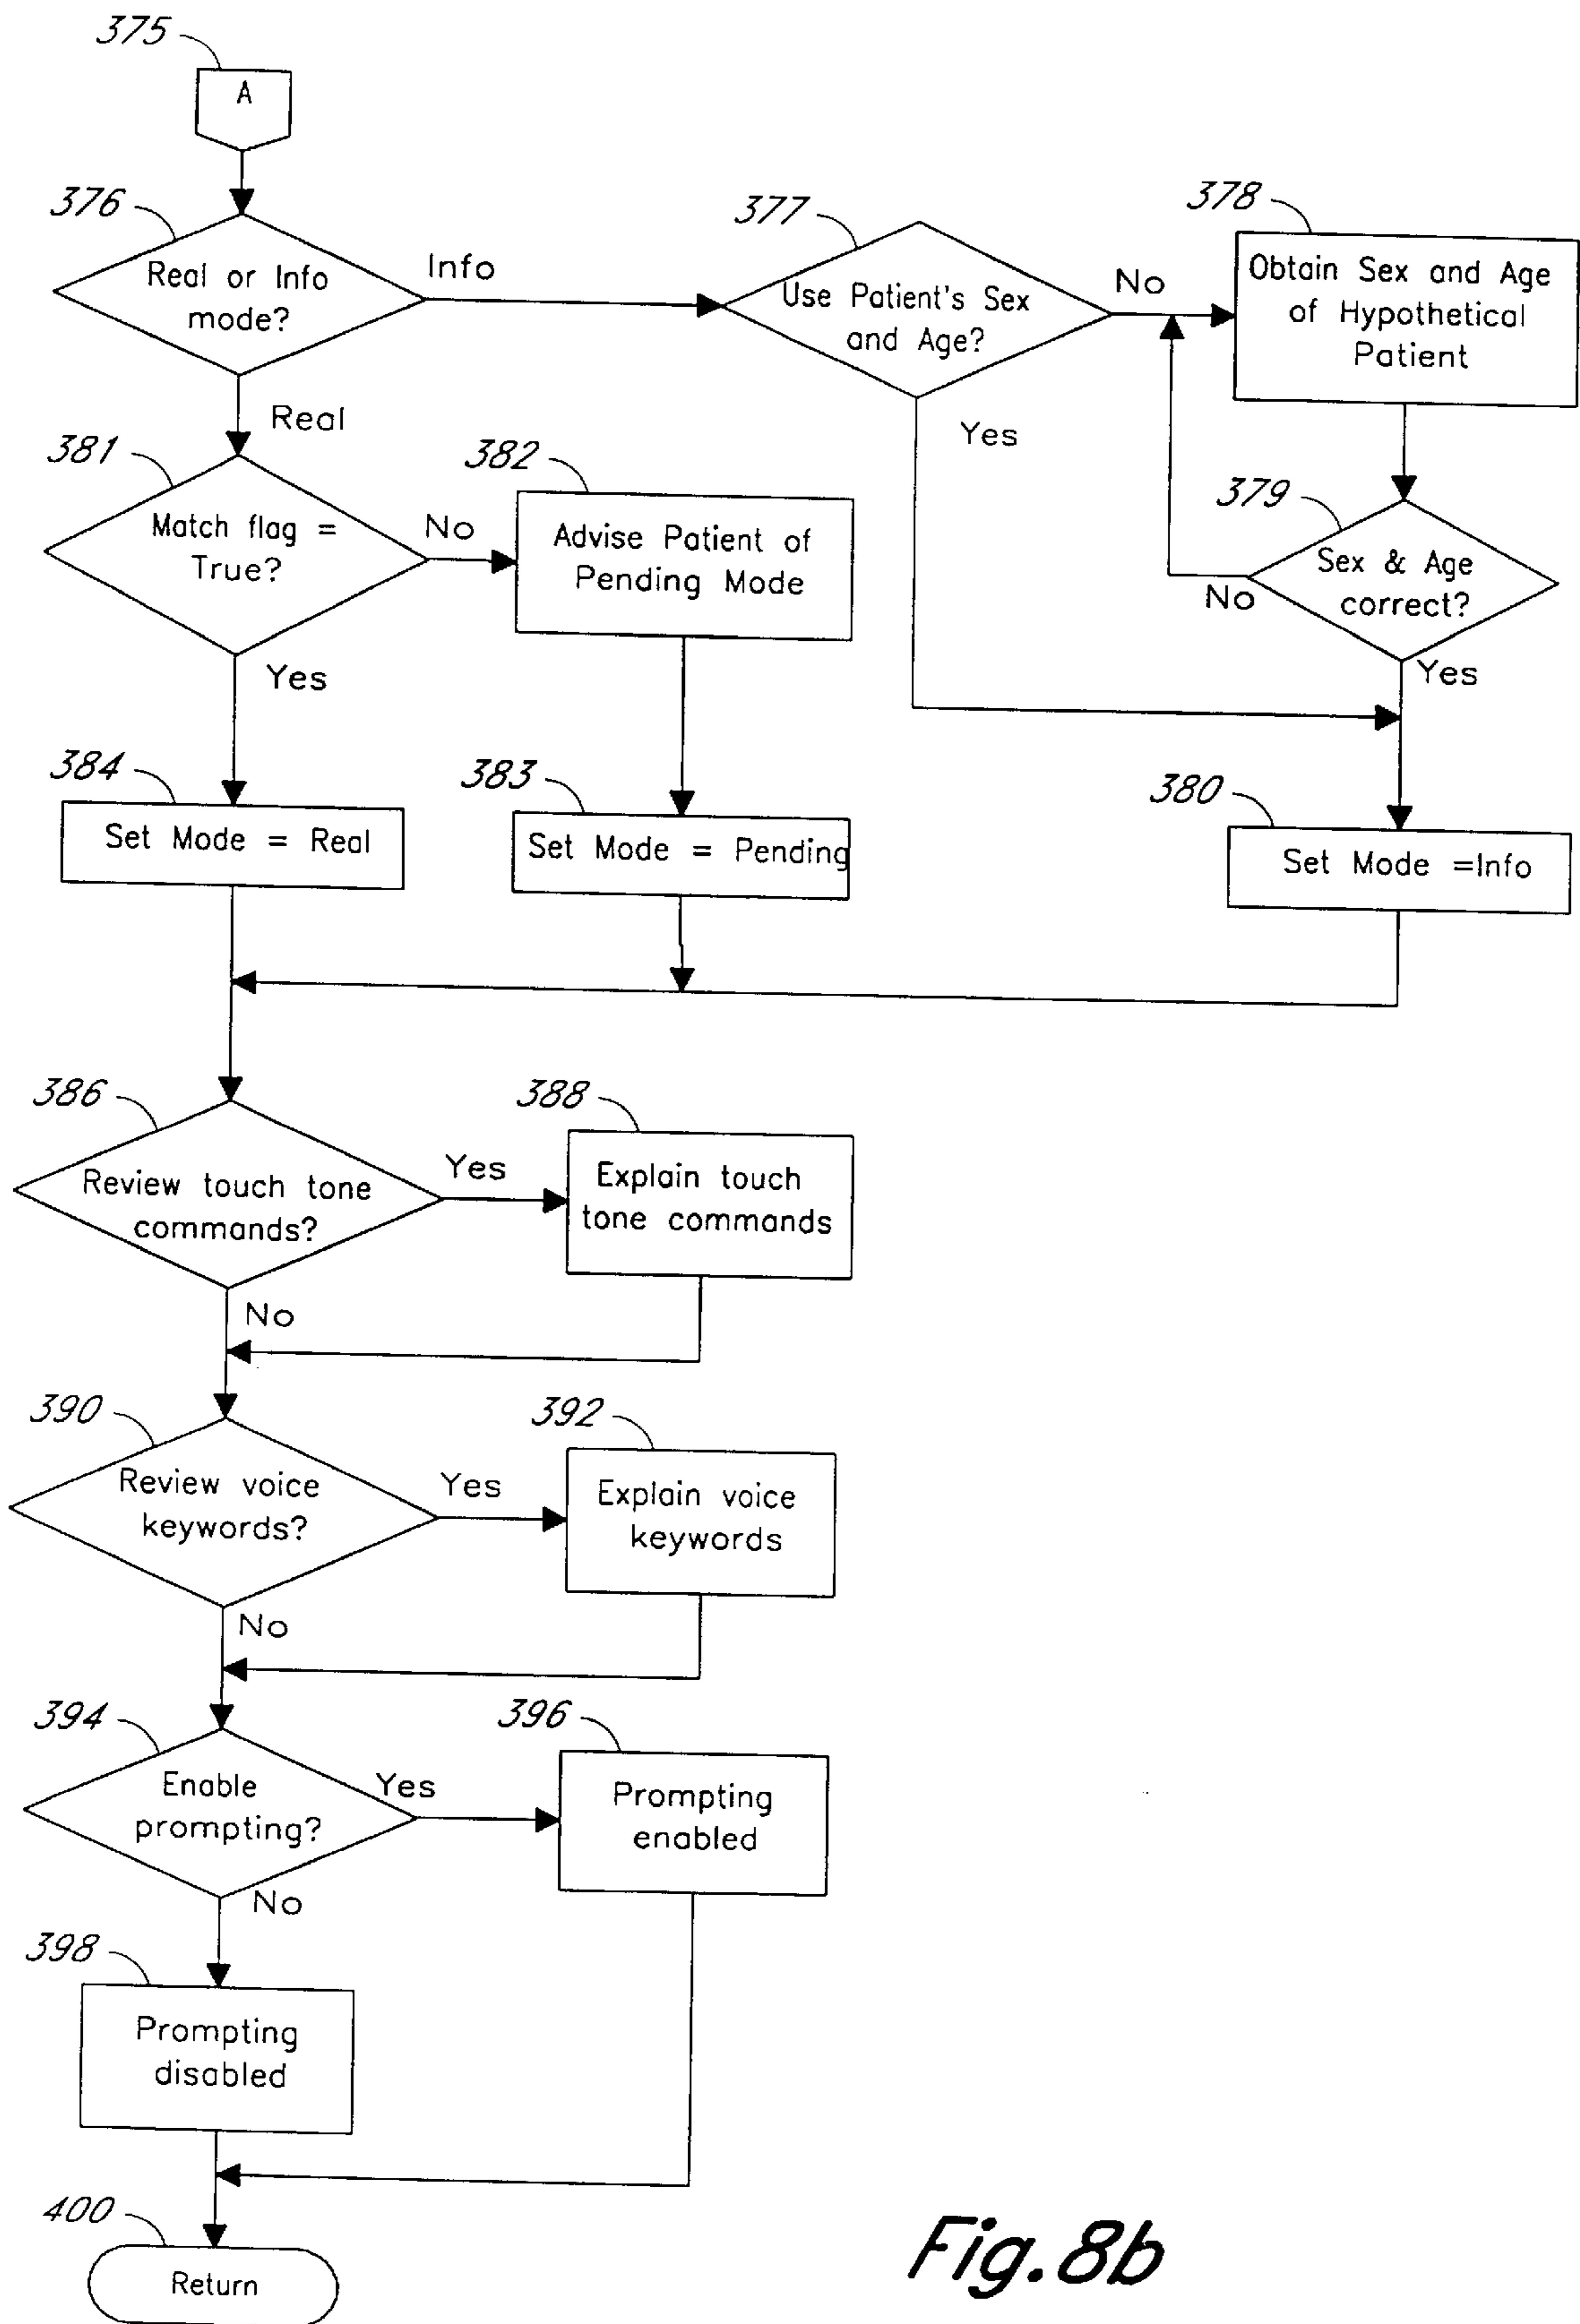 375
A
376
Real or Info
mode?
Info
377
Use Patient's Sex
and Age?
No
Yes
378
Obtain Sex and Age
of Hypothetical
Patient
379
Sex & Age
correct?
No
Yes
Real
381
Match flag =
True?
No
Yes
382
Advise Patient of
Pending Mode
384
Set Mode = Real
383
Set Mode = Pending
380
Set Mode =Info
386
Review touch tone
commands?
Yes
No
388
Explain touch
tone commands
390
Review voice
keywords?
Yes
No
392
Explain voice
keywords
394
Enable
prompting?
Yes
No
396
Prompting
enabled
398
Prompting
disabled
400
Return
Fig.8b